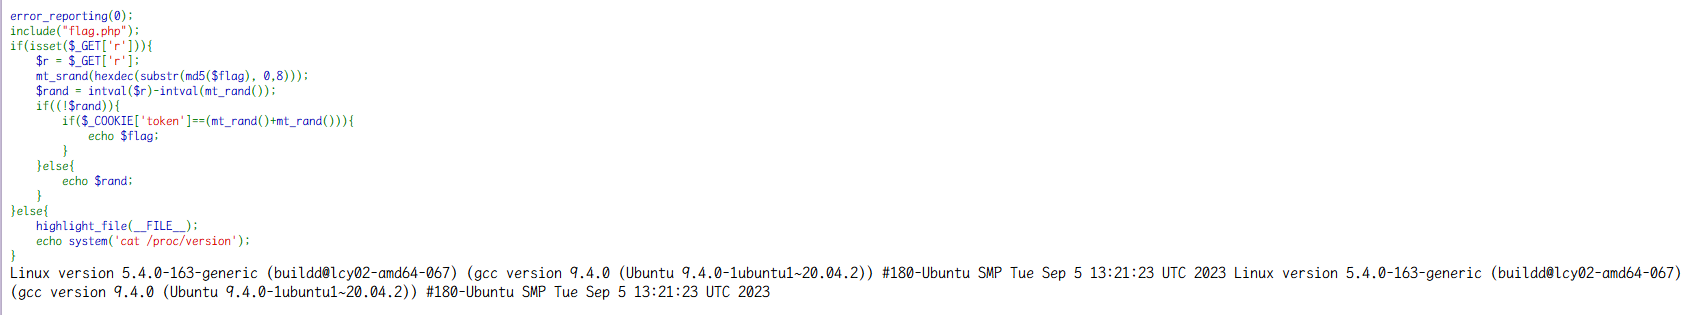 error_reporting(0);
include("flag.php");
if(isset($_GET['r'])){
    $r = $_GET['r'];
    mt_srand(hexdec(substr(md5($flag), 0,8)));
    $rand = intval($r)-intval(mt_rand());
    if((!$rand)){
        if($_COOKIE['token']==(mt_rand()+mt_rand())){
            echo $flag;
        }
    }else{
        echo $rand;
    }
}else{
    highlight_file(__FILE__);
    echo system('cat /proc/version');
}
Linux version 5.4.0-163-generic (buildd@lcy02-amd64-067) (gcc version 9.4.0 (Ubuntu 9.4.0-1ubuntu1~20.04.2)) #180-Ubuntu SMP Tue Sep 5 13:21:23 UTC 2023 Linux version 5.4.0-163-generic (buildd@lcy02-amd64-067)
(gcc version 9.4.0 (Ubuntu 9.4.0-1ubuntu1~20.04.2)) #180-Ubuntu SMP Tue Sep 5 13:21:23 UTC 2023